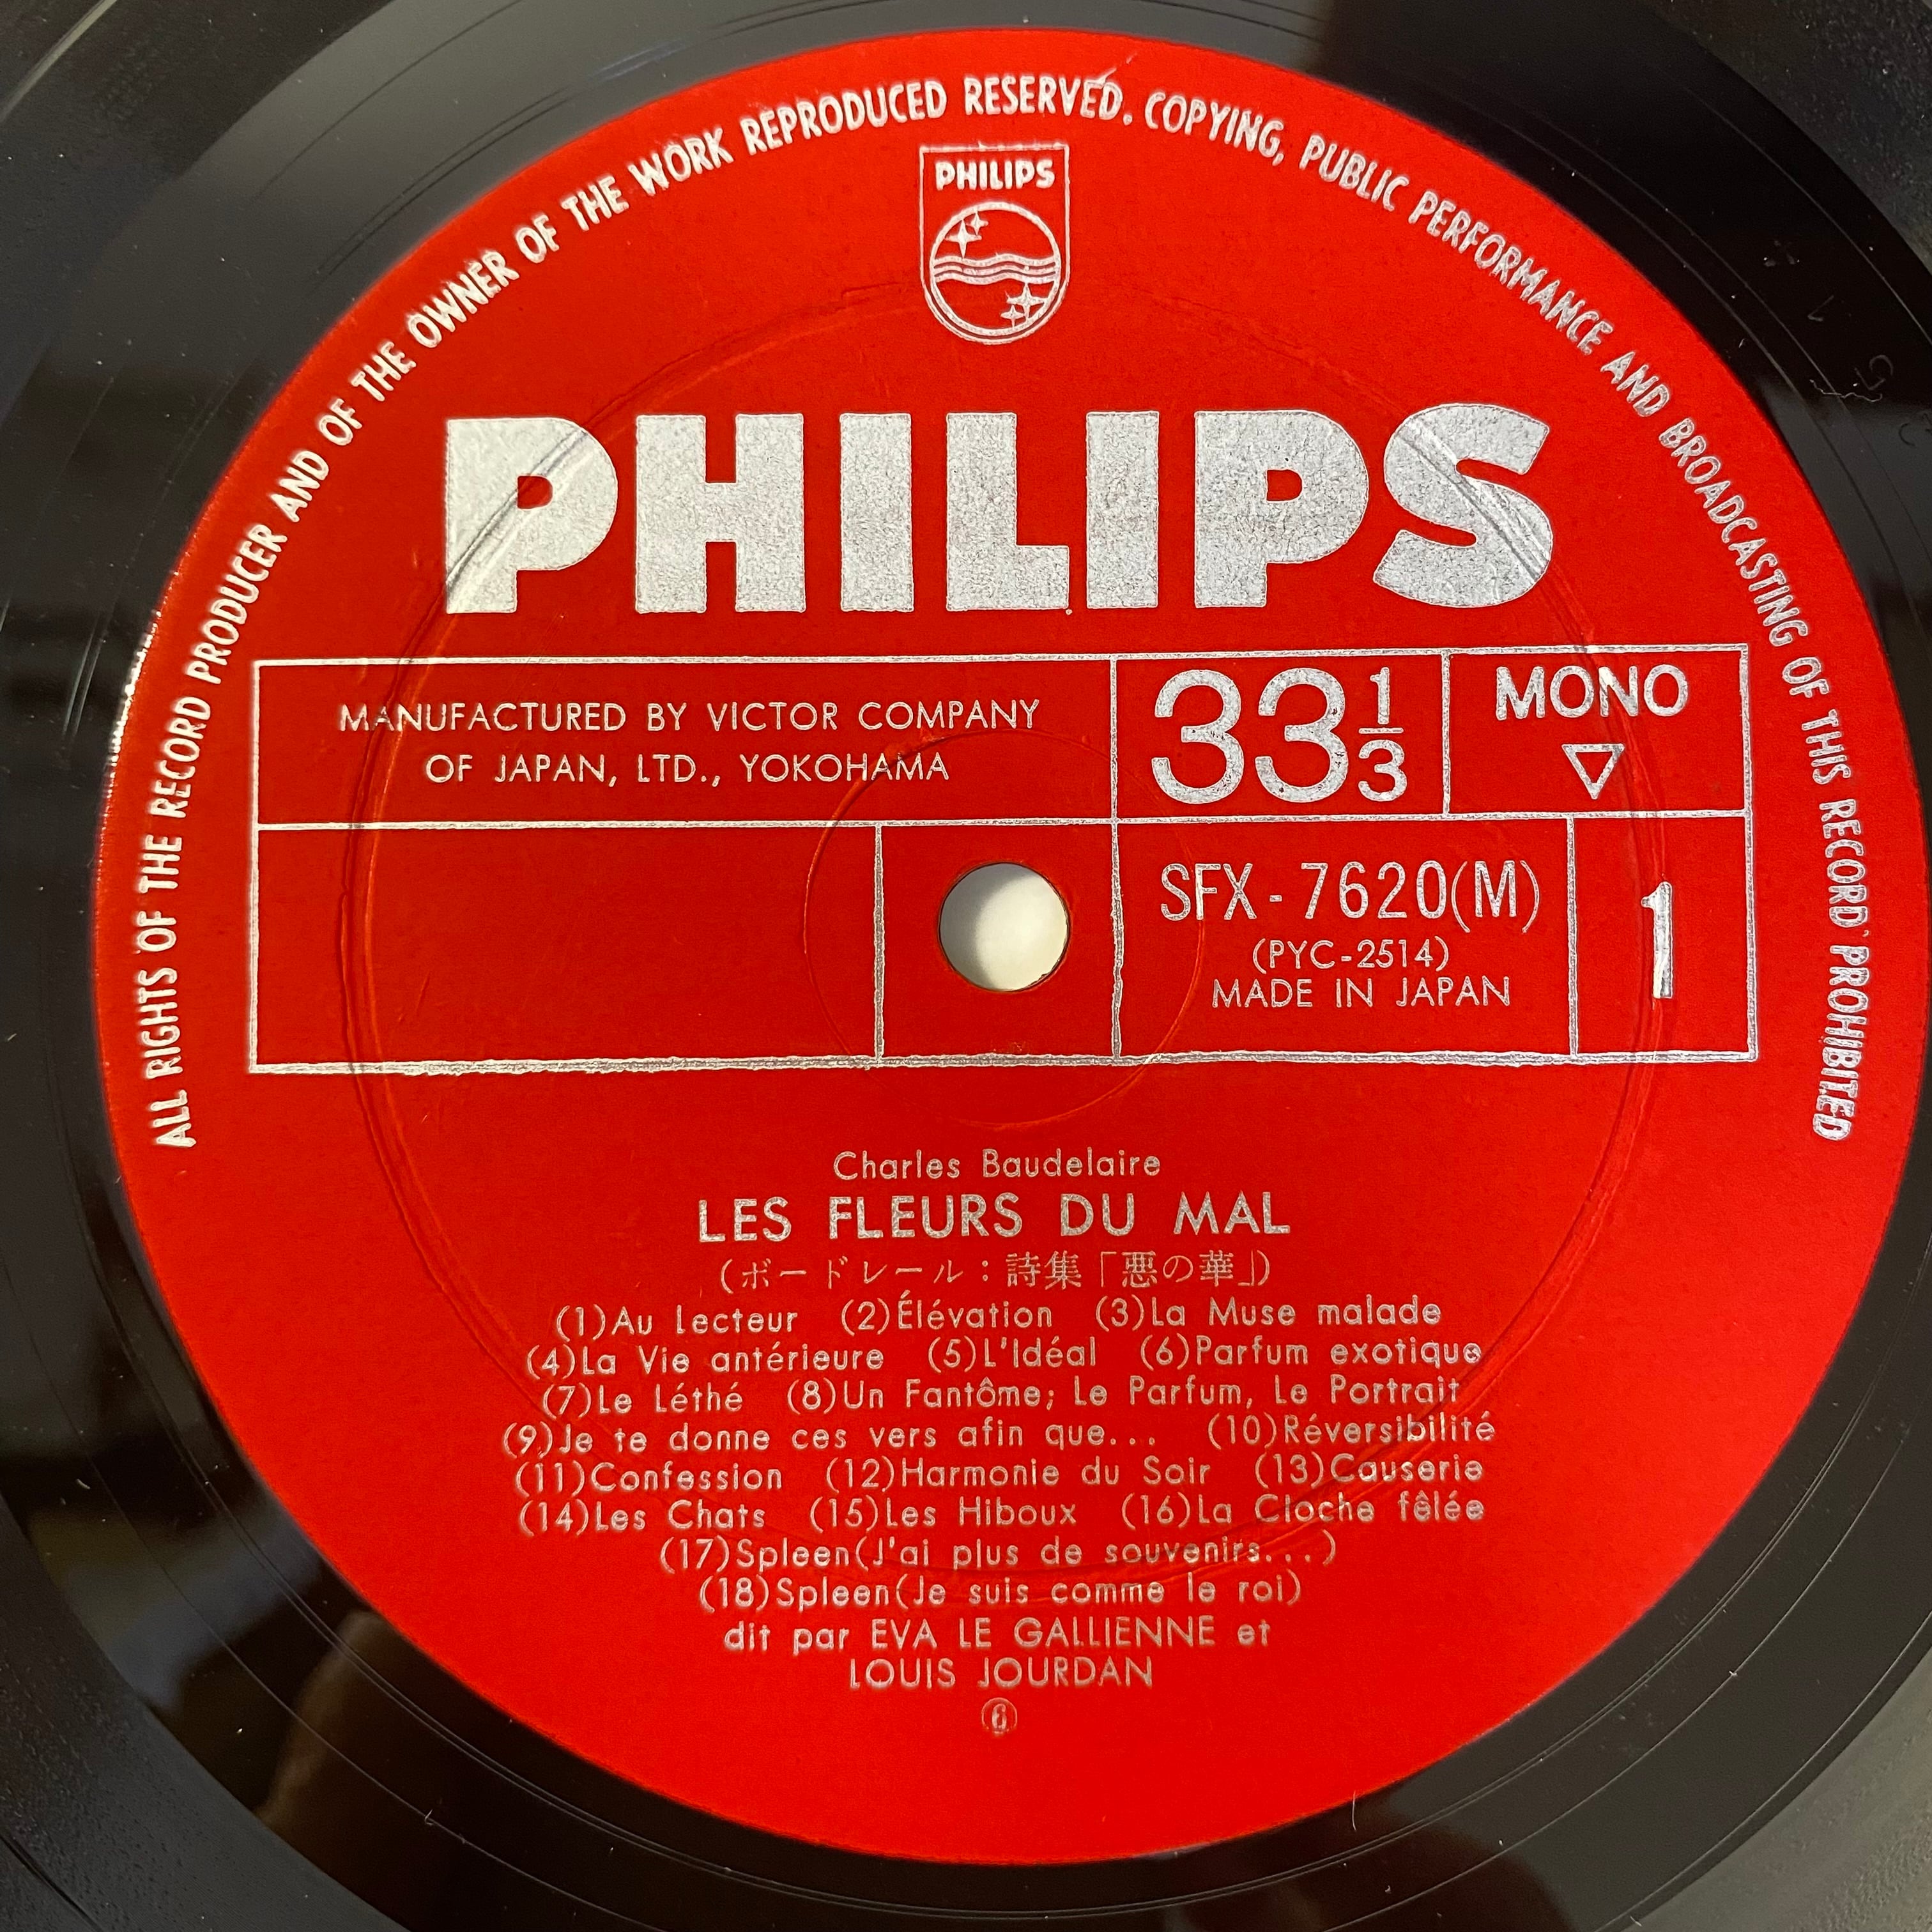 ALL RIGHTS OF THE RECORD PRODUCER AND OF THE OWNER OF THE WORK REPRODUCED RESERVED. COPYING, PUBLIC PERFORMANCE AND BROADCASTING OF THIS RECORD PROHIBITED
PHILIPS
PHILIPS
MANUFACTURED BY VICTOR COMPANY
OF JAPAN, LTD., YOKOHAMA
33 1/3
MONO
▽
SFX-7620(M)
(PYC-2514)
MADE IN JAPAN
1
Charles Baudelaire
LES FLEURS DU MAL
(ボードレール：詩集「悪の華」)
(1)Au Lecteur (2)Élévation (3)La Muse malade
(4)La Vie antérieure (5)L'Idéal (6)Parfum exotique
(7)Le Léthé (8)Un Fantôme; Le Parfum, Le Portrait
(9)Je te donne ces vers afin que... (10)Réversibilité
(11)Confession (12)Harmonie du Soir (13)Causerie
(14)Les Chats (15)Les Hiboux (16)La Cloche fêlée
(17)Spleen(J'ai plus de souvenirs...)
(18)Spleen(Je suis comme le roi)
dit par EVA LE GALLIENNE et
LOUIS JOURDAN